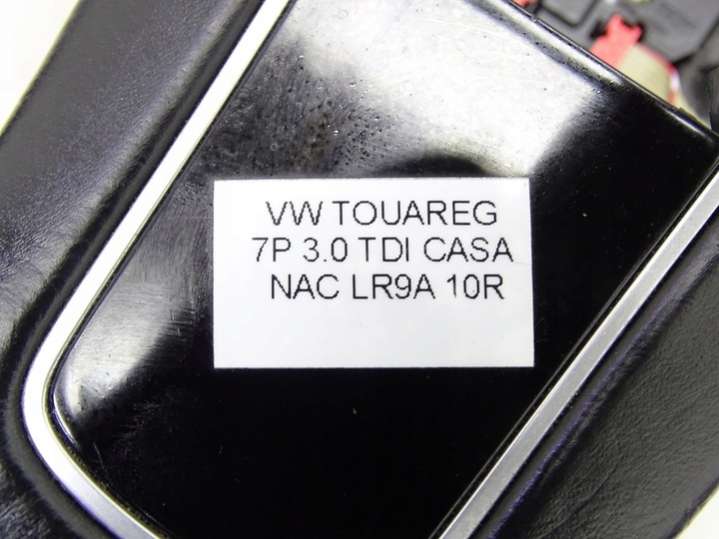 VW TOUAREG
7P 3.0 TDI CASA
NAC LR9A 10R